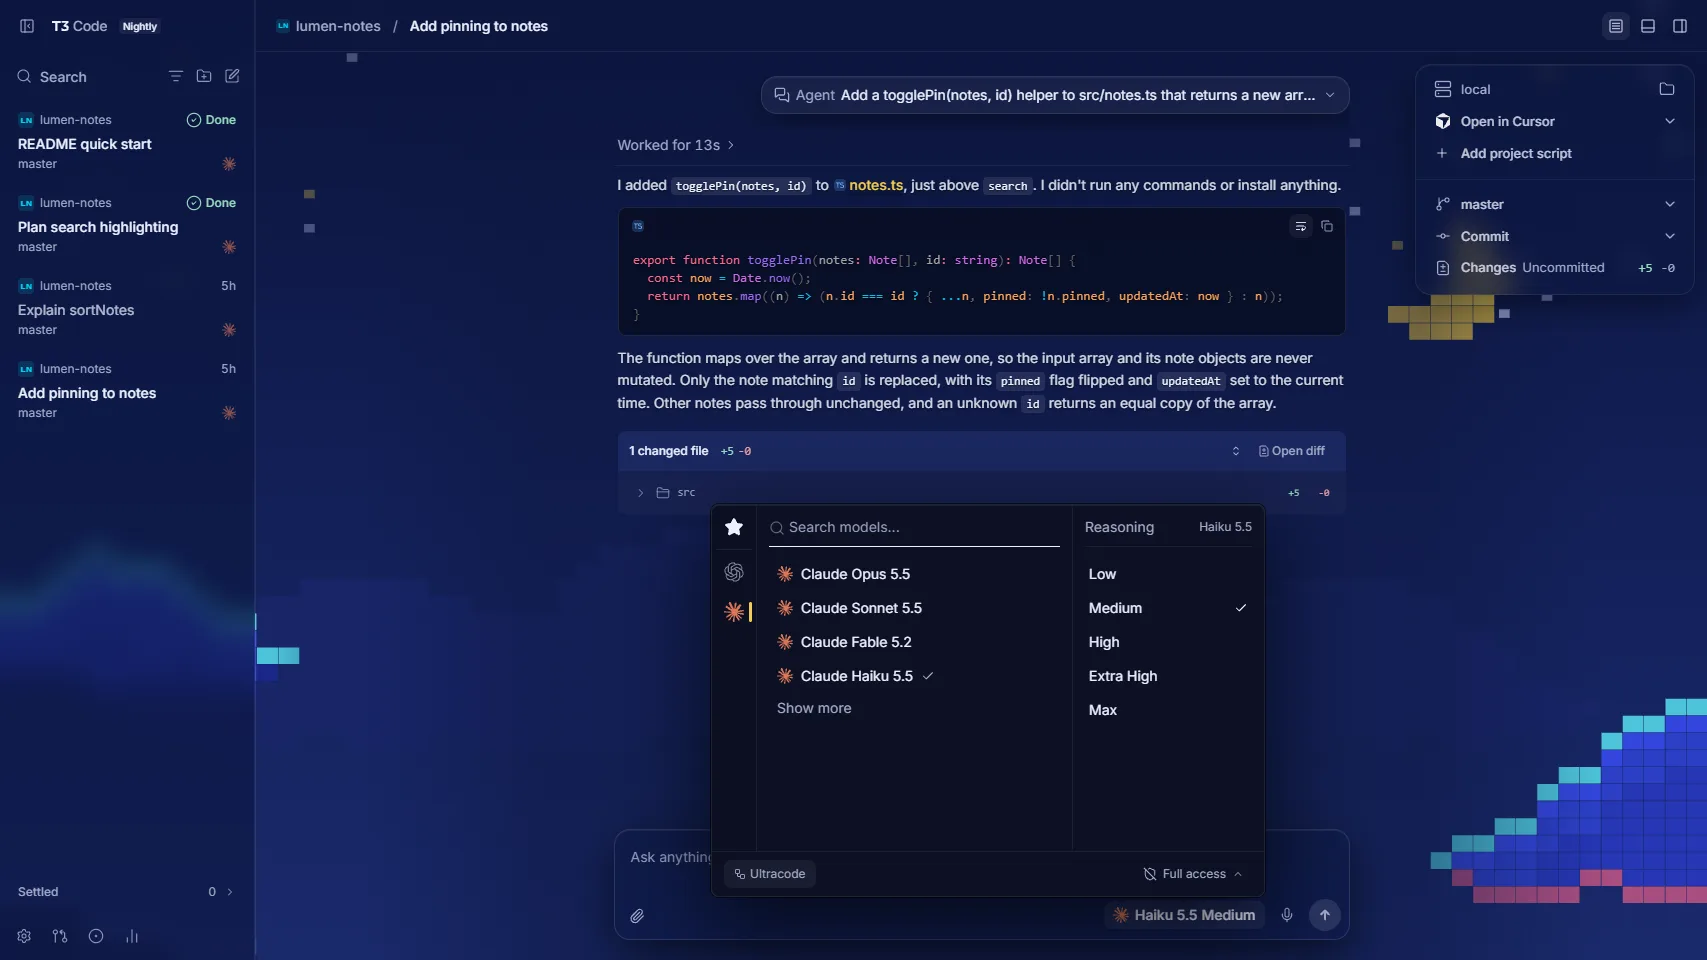 T3 Code Nightly
Search
LN lumen-notes Done
README quick start
master
LN lumen-notes Done
Plan search highlighting
master
LN lumen-notes 5h
Explain sortNotes
master
LN lumen-notes 5h
Add pinning to notes
master
Settled 0
LN lumen-notes / Add pinning to notes
Agent Add a togglePin(notes, id) helper to src/notes.ts that returns a new arr...
Worked for 13s
I added togglePin(notes, id) to TS notes.ts, just above search. I didn't run any commands or install anything.
TS
export function togglePin(notes: Note[], id: string): Note[] {
const now = Date.now();
return notes.map((n) => (n.id === id ? { ...n, pinned: !n.pinned, updatedAt: now } : n));
}
The function maps over the array and returns a new one, so the input array and its note objects are never
mutated. Only the note matching id is replaced, with its pinned flag flipped and updatedAt set to the current
time. Other notes pass through unchanged, and an unknown id returns an equal copy of the array.
1 changed file +5 -0 Open diff
src +5 -0
Search models...
Claude Opus 5.5
Claude Sonnet 5.5
Claude Fable 5.2
Claude Haiku 5.5
Show more
Reasoning Haiku 5.5
Low
Medium
High
Extra High
Max
Ultracode Full access
Ask anything
Haiku 5.5 Medium
local
Open in Cursor
Add project script
master
Commit
Changes Uncommitted +5 -0